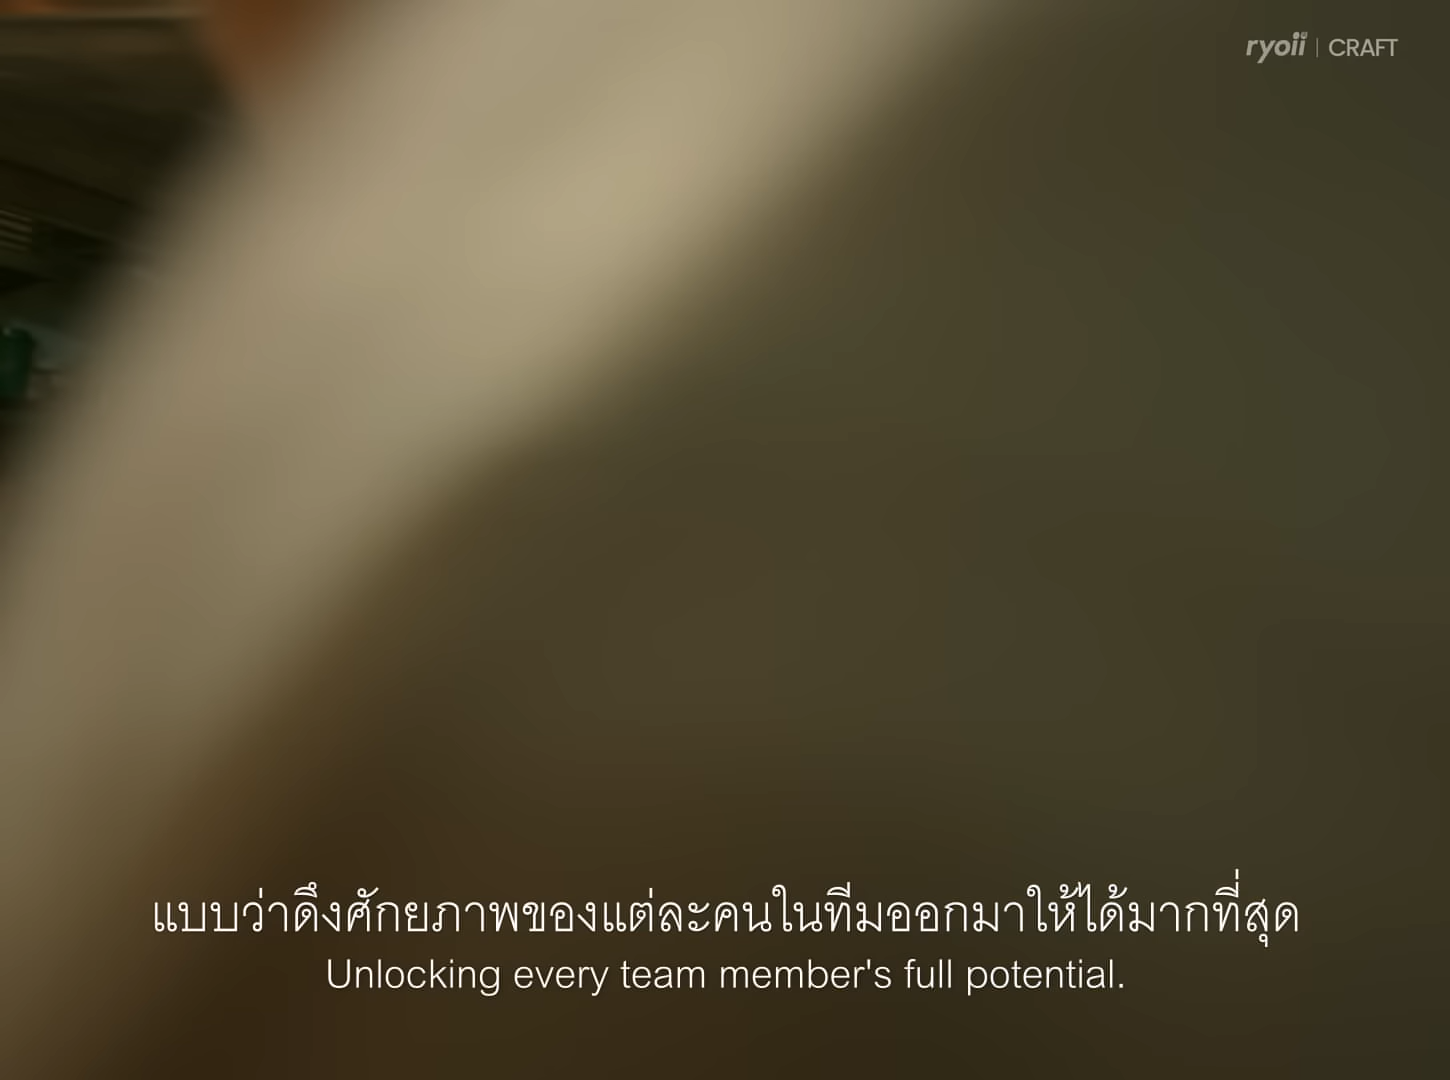 ryoii | CRAFT
แบบว่าดึงศักยภาพของแต่ละคนในทีมออกมาให้ได้มากที่สุด
Unlocking every team member's full potential.